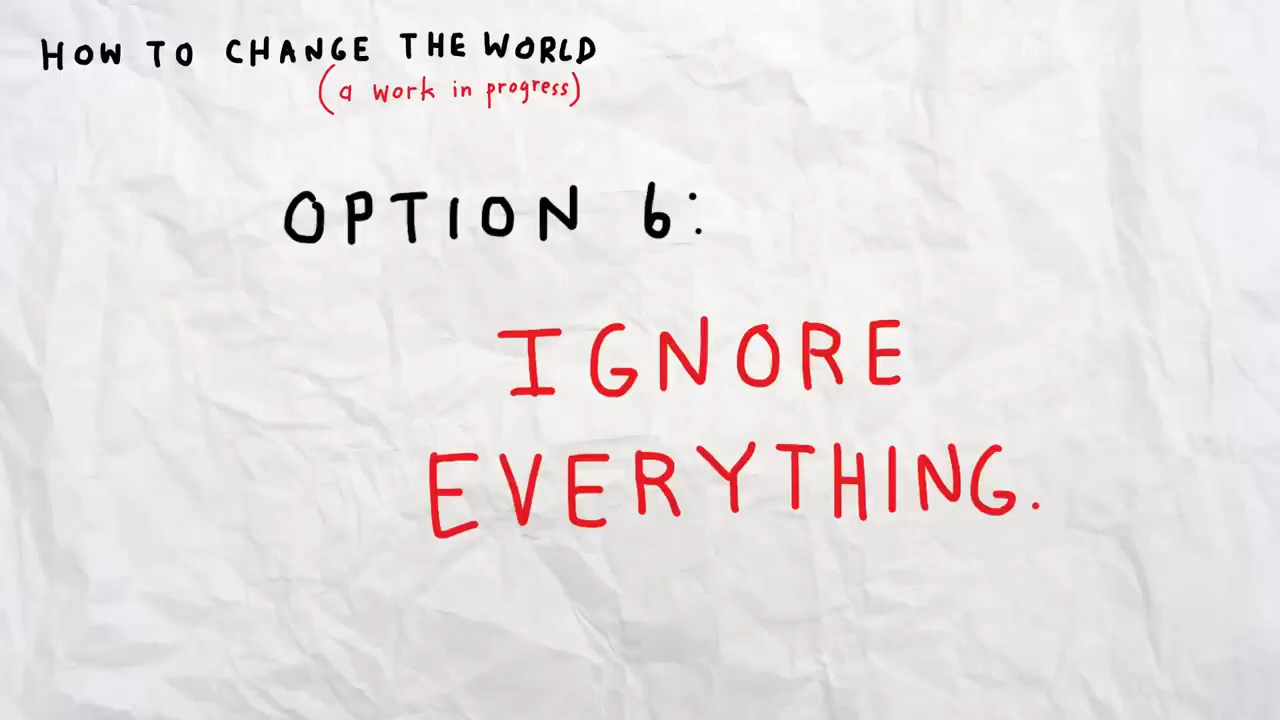 HOW TO CHANGE THE WORLD
(a work in progress)
OPTION 6:
IGNORE
EVERYTHING.